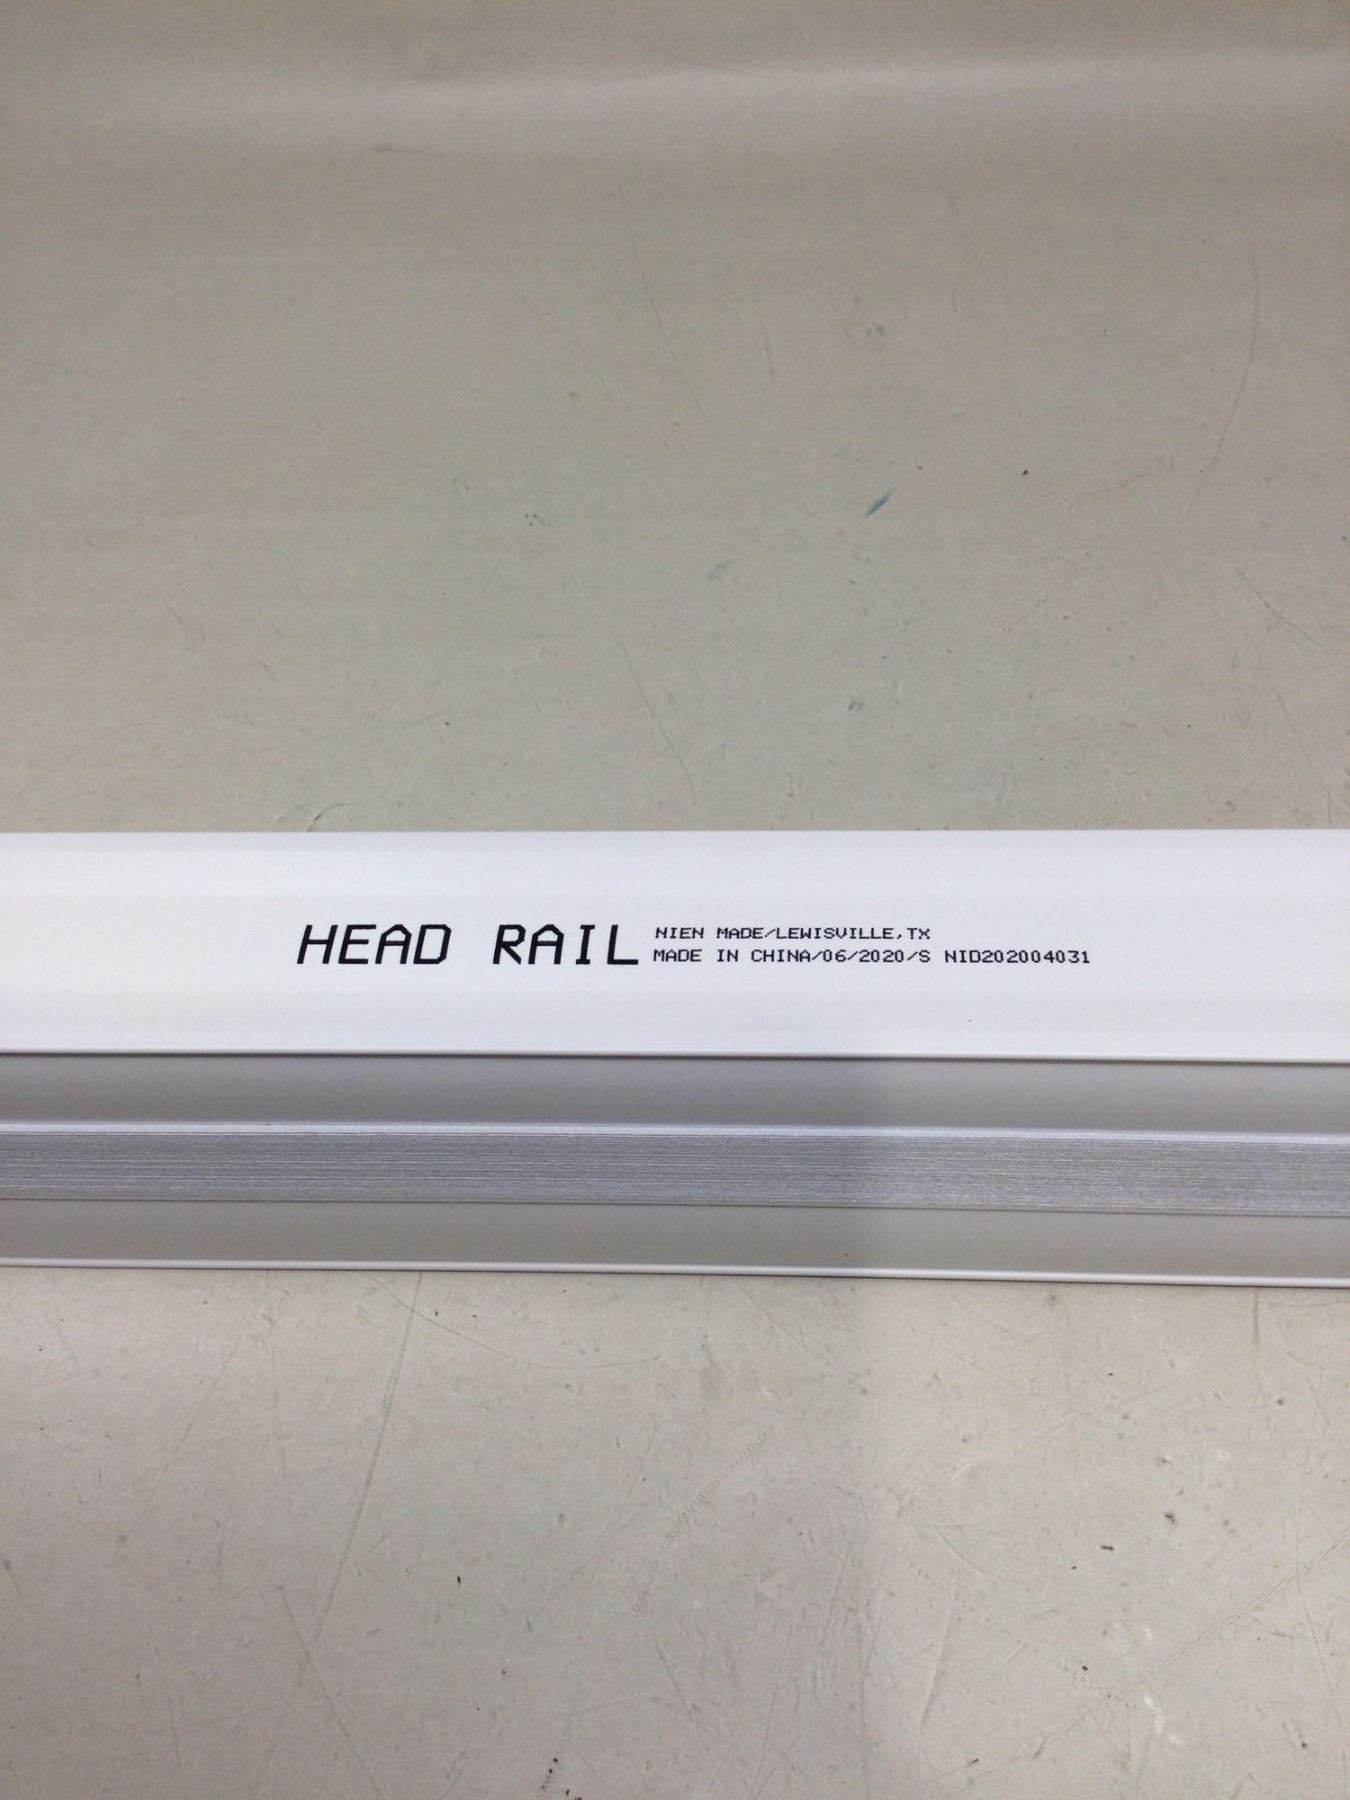 HEAD RAIL
NIEN MADE/LEWISVILLE,TX
MADE IN CHINA/06/2020/S NID202004031